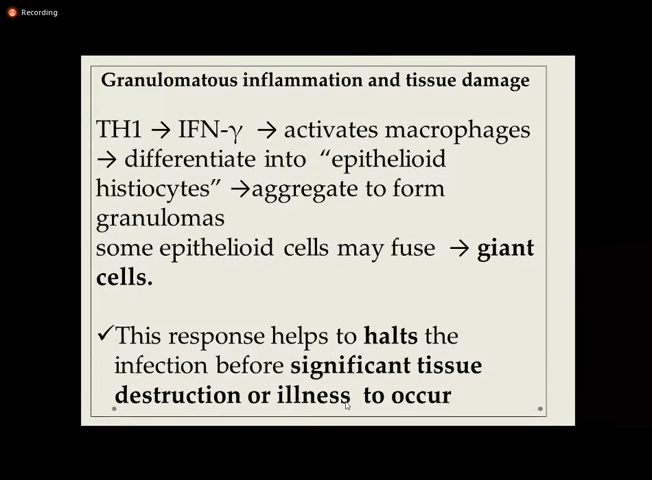 Recording
Granulomatous inflammation and tissue damage
TH1 → IFN-γ → activates macrophages
→ differentiate into “epithelioid
histiocytes” →aggregate to form
granulomas
some epithelioid cells may fuse → giant
cells.
✓This response helps to halts the
infection before significant tissue
destruction or illness to occur